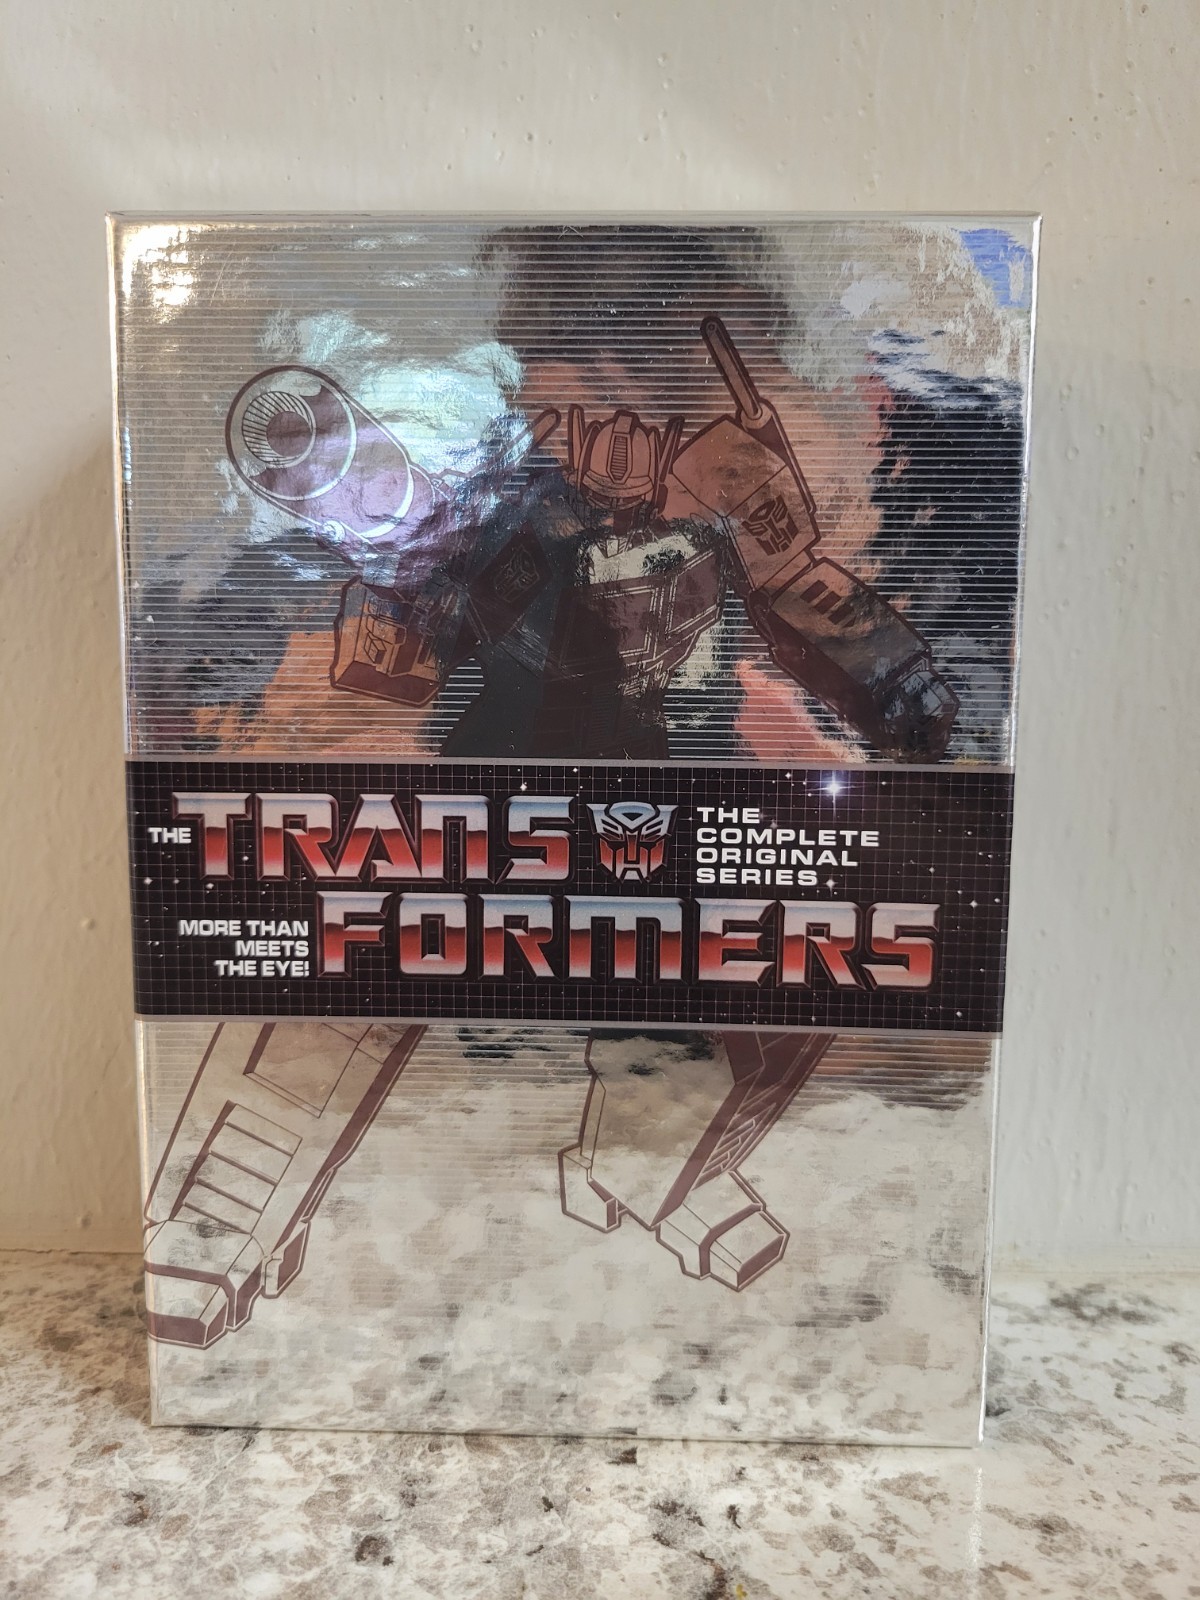 THE TRANS
THE
COMPLETE
ORIGINAL
SERIES
MORE THAN
MEETS
THE EYE!
FORMERS